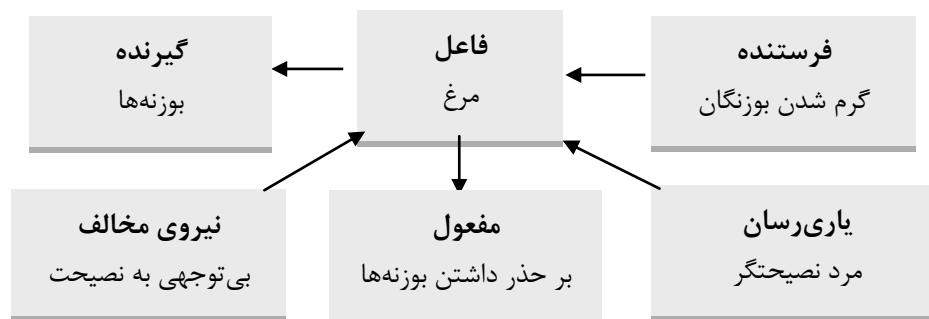 فرستنده
گرم شدن بوزنگان
فاعل
مرغ
گیرنده
بوزنه‌ها
یاری‌رسان
مرد نصیحتگر
مفعول
بر حذر داشتن بوزنه‌ها
نیروی مخالف
بی‌توجهی به نصیحت